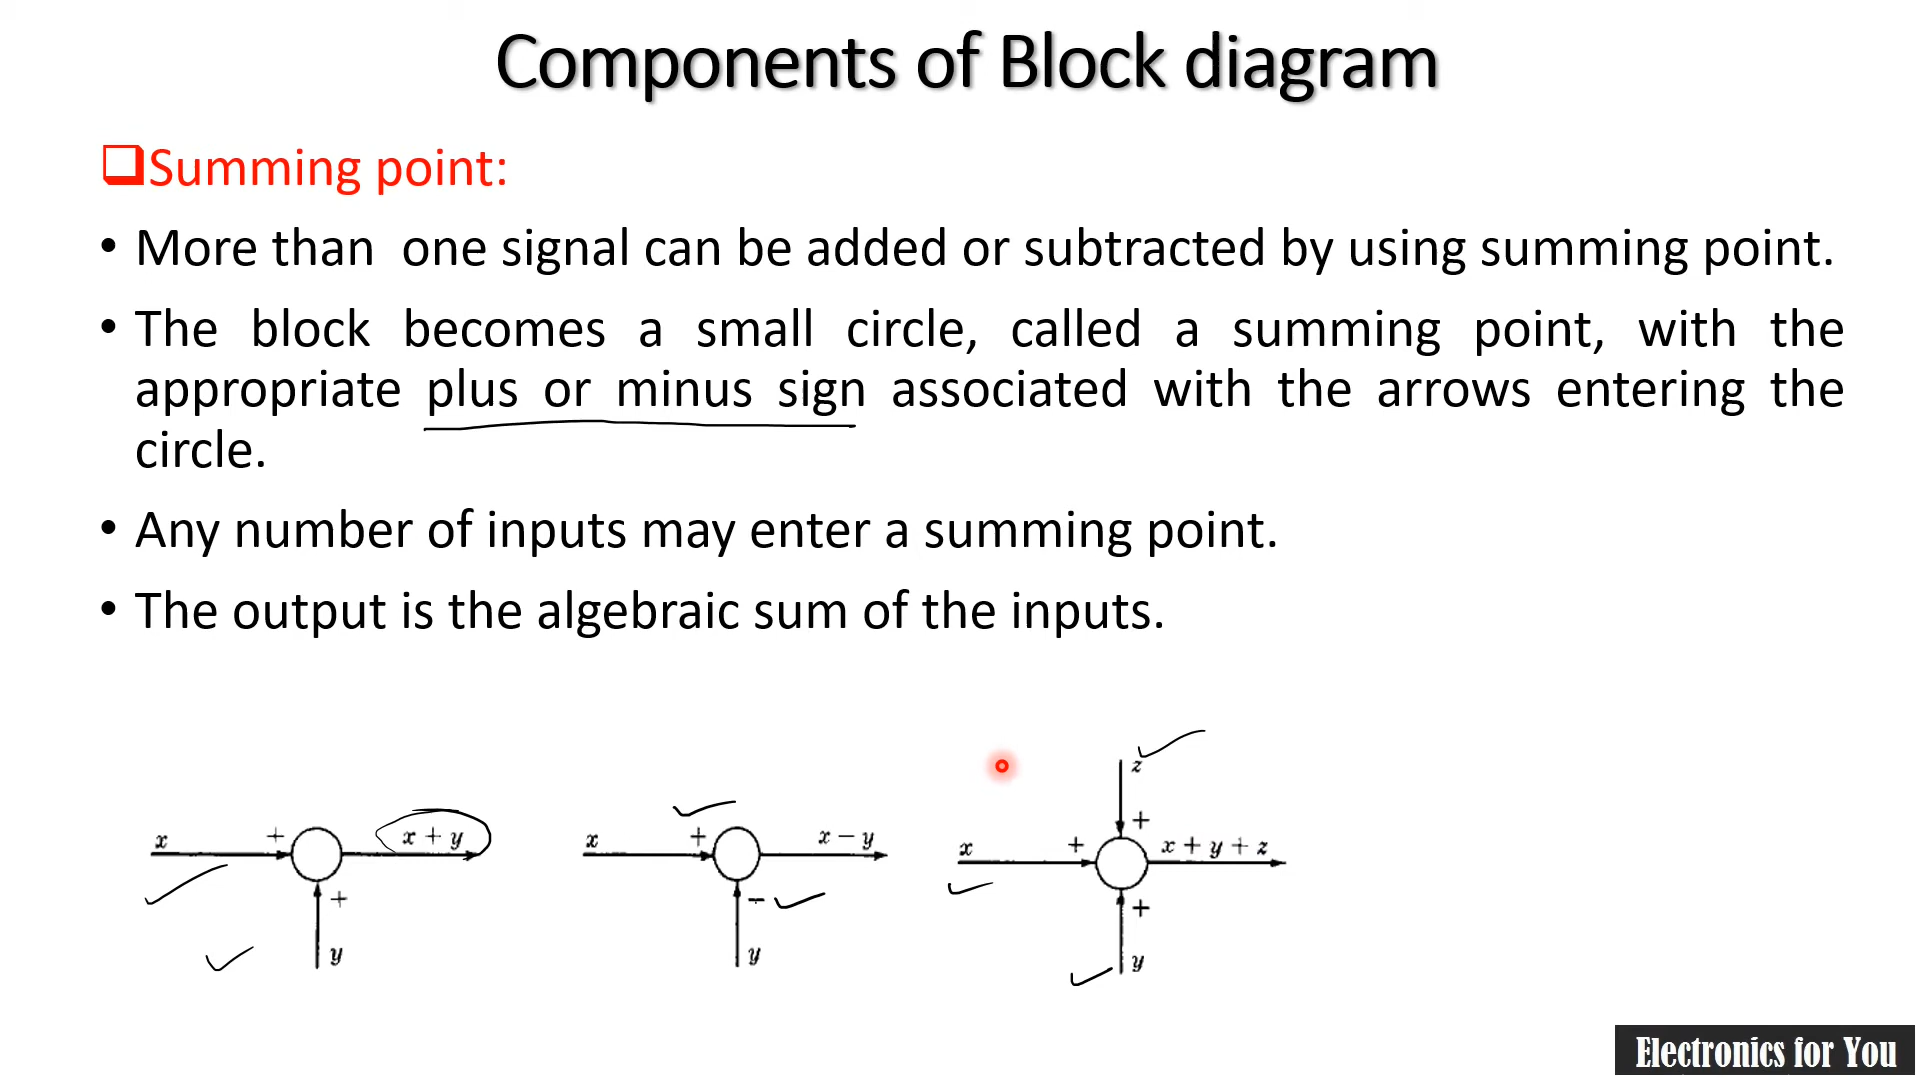 Components of Block diagram
❑Summing point:
• More than one signal can be added or subtracted by using summing point.
• The block becomes a small circle, called a summing point, with the
appropriate plus or minus sign associated with the arrows entering the
circle.
• Any number of inputs may enter a summing point.
• The output is the algebraic sum of the inputs.
x + x + y
+
y
x + x − y
−
y
z
+
x + x + y + z
+
y
Electronics for You